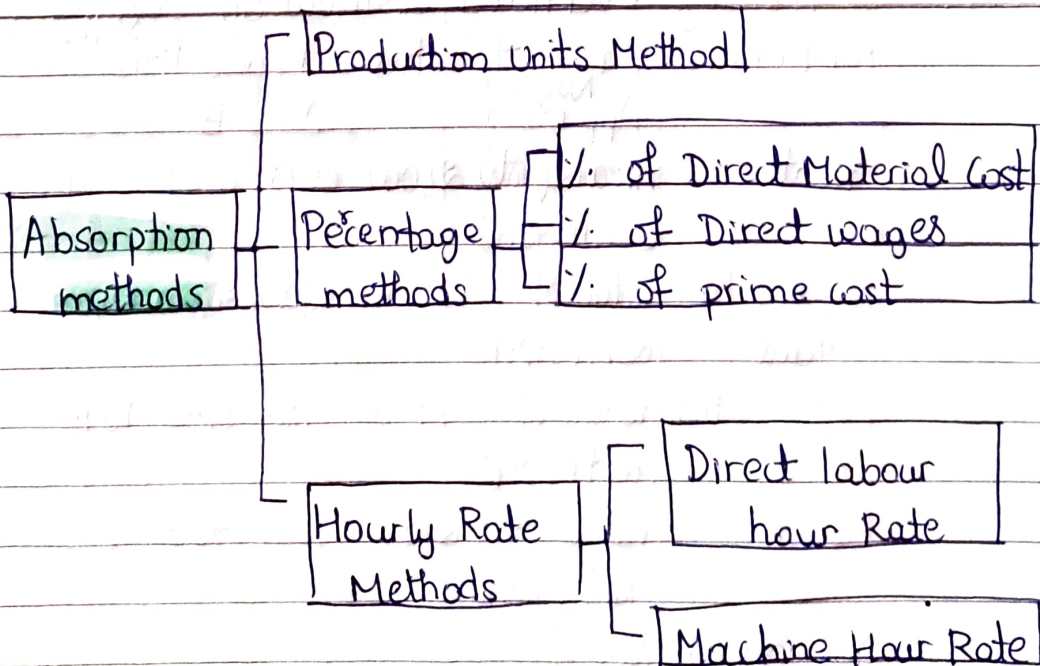 Production Units Method
% of Direct Material Cost
Absorption
methods
Percentage
methods
% of Direct wages
% of prime cost
Direct labour
hour Rate
Hourly Rate
Methods
Machine Hour Rate